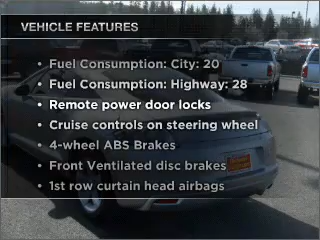 VEHICLE FEATURES
• Fuel Consumption: City: 20
• Fuel Consumption: Highway: 28
• Remote power door locks
• Cruise controls on steering wheel
• 4-wheel ABS Brakes
• Front Ventilated disc brakes
• 1st row curtain head airbags